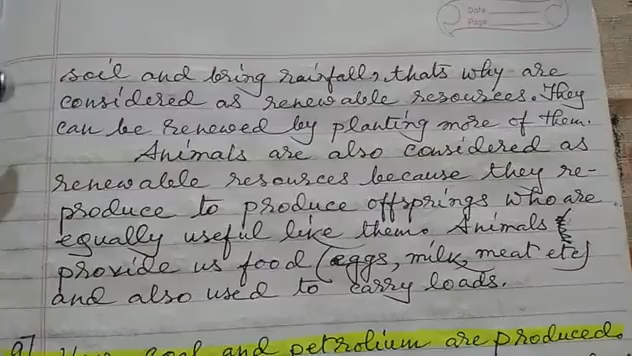 Date
Page
soil and bring rainfall, thats why are
considered as renewable resources. They
can be renewed by planting more of them.
Animals are also considered as
renewable resources because they re-
produce to produce offsprings who are
equally useful like them. Animals
provide us food (eggs, milk, meat etc)
and also used to carry loads.
coal and petrolium are produced.